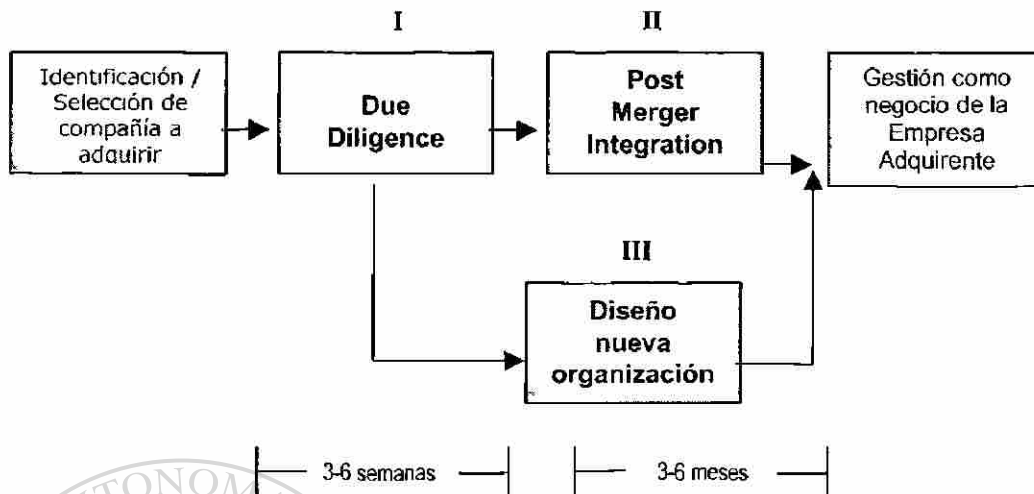 I
II
Identificación /
Selección de
compañía a
adquirir
Due
Diligence
Post
Merger
Integration
Gestión como
negocio de la
Empresa
Adquirente
III
Diseño
nueva
organización
3-6 semanas
3-6 meses